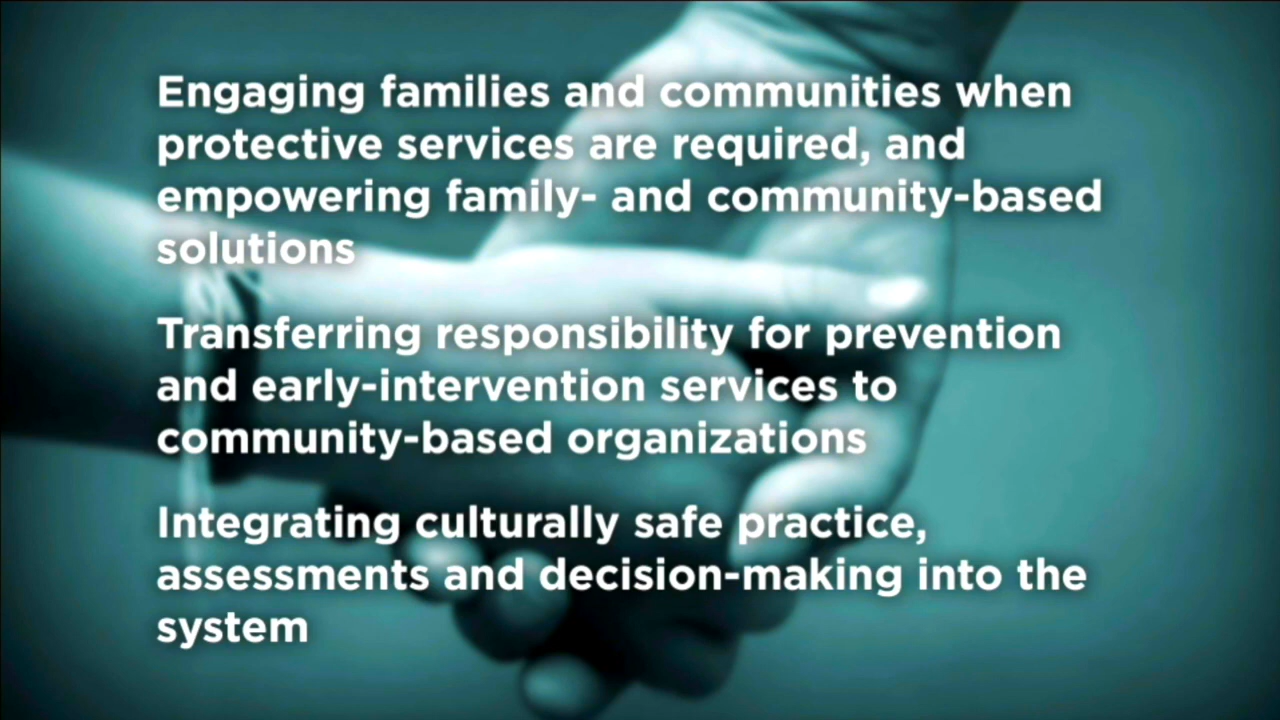 Engaging families and communities when
protective services are required, and
empowering family- and community-based
solutions
Transferring responsibility for prevention
and early-intervention services to
community-based organizations
Integrating culturally safe practice,
assessments and decision-making into the
system